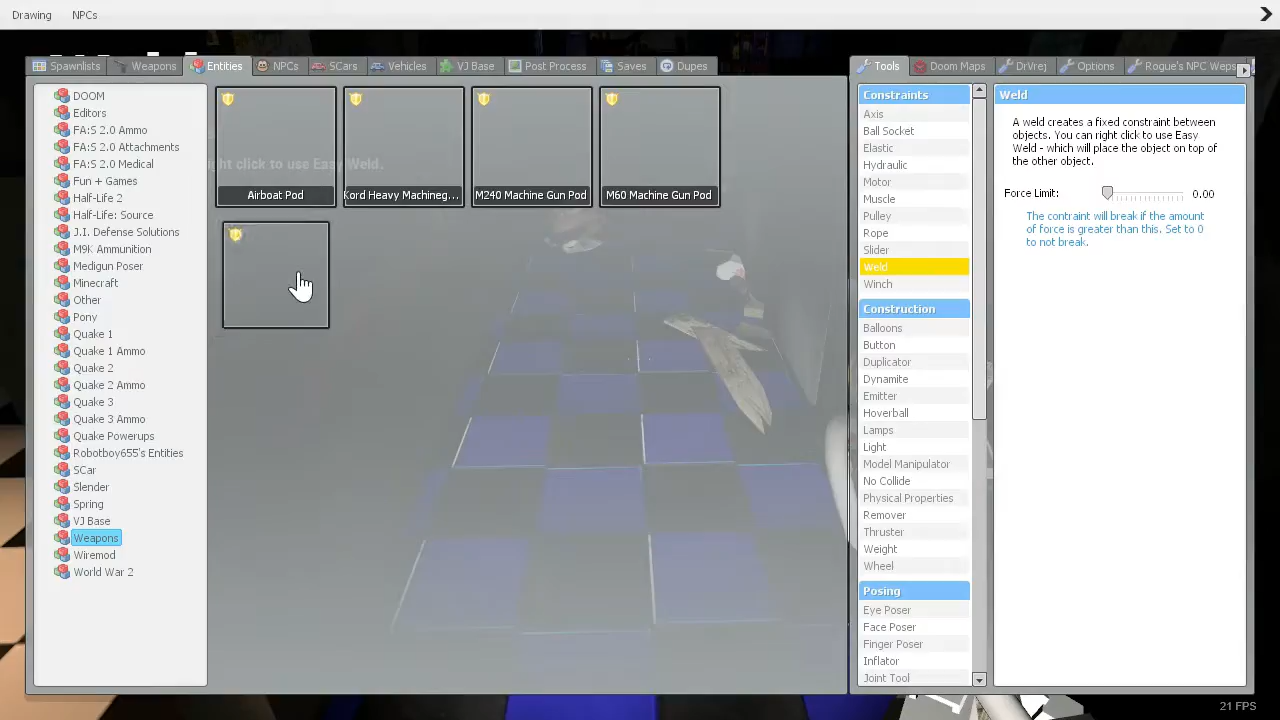 Drawing NPCs
Spawnlists Weapons Entities NPCs SCars Vehicles VJ Base Post Process Saves Dupes
Tools Doom Maps DrVrej Options Rogue's NPC Weps
DOOM
Editors
FA:S 2.0 Ammo
FA:S 2.0 Attachments
FA:S 2.0 Medical
Fun + Games
Half-Life 2
Half-Life: Source
J.I. Defense Solutions
M9K Ammunition
Medigun Poser
Minecraft
Other
Pony
Quake 1
Quake 1 Ammo
Quake 2
Quake 2 Ammo
Quake 3
Quake 3 Ammo
Quake Powerups
Robotboy655's Entities
SCar
Slender
Spring
VJ Base
Weapons
Wiremod
World War 2
ight click to use Easy Weld.
Airboat Pod
Kord Heavy Machineg...
M240 Machine Gun Pod
M60 Machine Gun Pod
Constraints
Axis
Ball Socket
Elastic
Hydraulic
Motor
Muscle
Pulley
Rope
Slider
Weld
Winch
Construction
Balloons
Button
Duplicator
Dynamite
Emitter
Hoverball
Lamps
Light
Model Manipulator
No Collide
Physical Properties
Remover
Thruster
Weight
Wheel
Posing
Eye Poser
Face Poser
Finger Poser
Inflator
Joint Tool
Weld
A weld creates a fixed constraint between
objects. You can right click to use Easy
Weld - which will place the object on top of
the other object.
Force Limit: 0.00
The contraint will break if the amount
of force is greater than this. Set to 0
to not break.
21 FPS